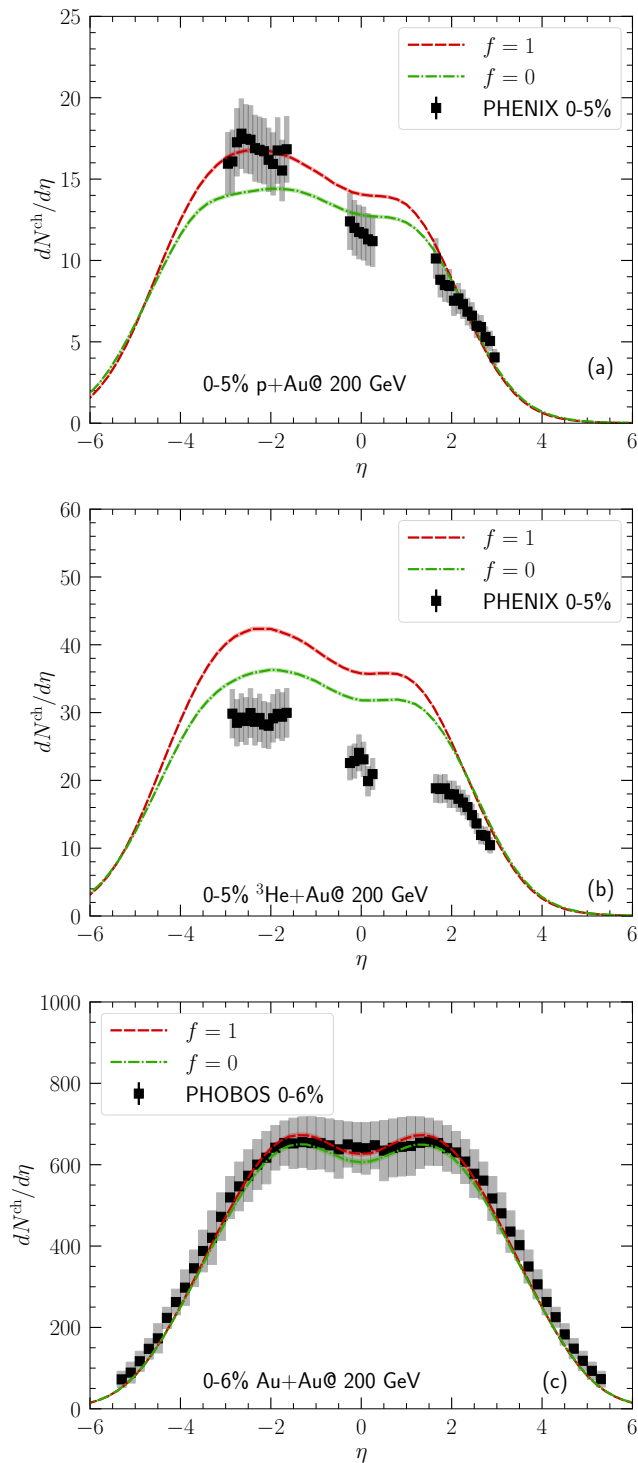 25
20
15
10
5
0
dN^ch/dη
f = 1
f = 0
PHENIX 0-5%
0-5% p+Au@ 200 GeV
(a)
−6 −4 −2 0 2 4 6
η
60
50
40
30
20
10
0
dN^ch/dη
f = 1
f = 0
PHENIX 0-5%
0-5% ³He+Au@ 200 GeV
(b)
−6 −4 −2 0 2 4 6
η
1000
800
600
400
200
0
dN^ch/dη
f = 1
f = 0
PHOBOS 0-6%
0-6% Au+Au@ 200 GeV
(c)
−6 −4 −2 0 2 4 6
η